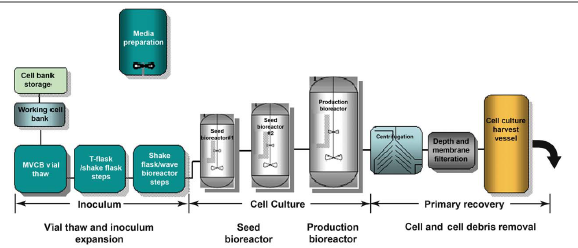 Media
preparation
Cell bank
storage
Working cell
bank
MVCB vial
thaw
T-flask
/shake flask
steps
Shake
flask/wave
bioreactor
steps
Seed
bioreactor#1
Seed
bioreactor
#2
Production
bioreactor
Centrifugation
Depth and
membrane
filteration
Cell culture
harvest
vessel
Inoculum
Cell Culture
Primary recovery
Vial thaw and inoculum
expansion
Seed
bioreactor
Production
bioreactor
Cell and cell debris removal